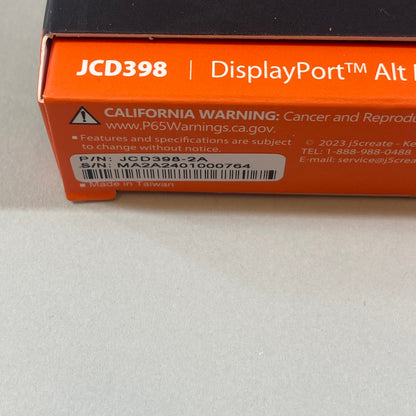 JCD398 | DisplayPort™ Alt
CALIFORNIA WARNING: Cancer and Reprodu
www.P65Warnings.ca.gov.
▪ Features and specifications are subject
to change without notice.
© 2023 j5create - Ke
TEL: 1-888-988-0488
E-mail: service@j5crea
P/N: JCD398-2A
S/N: MA2A2401000764
▪ Made in Taiwan